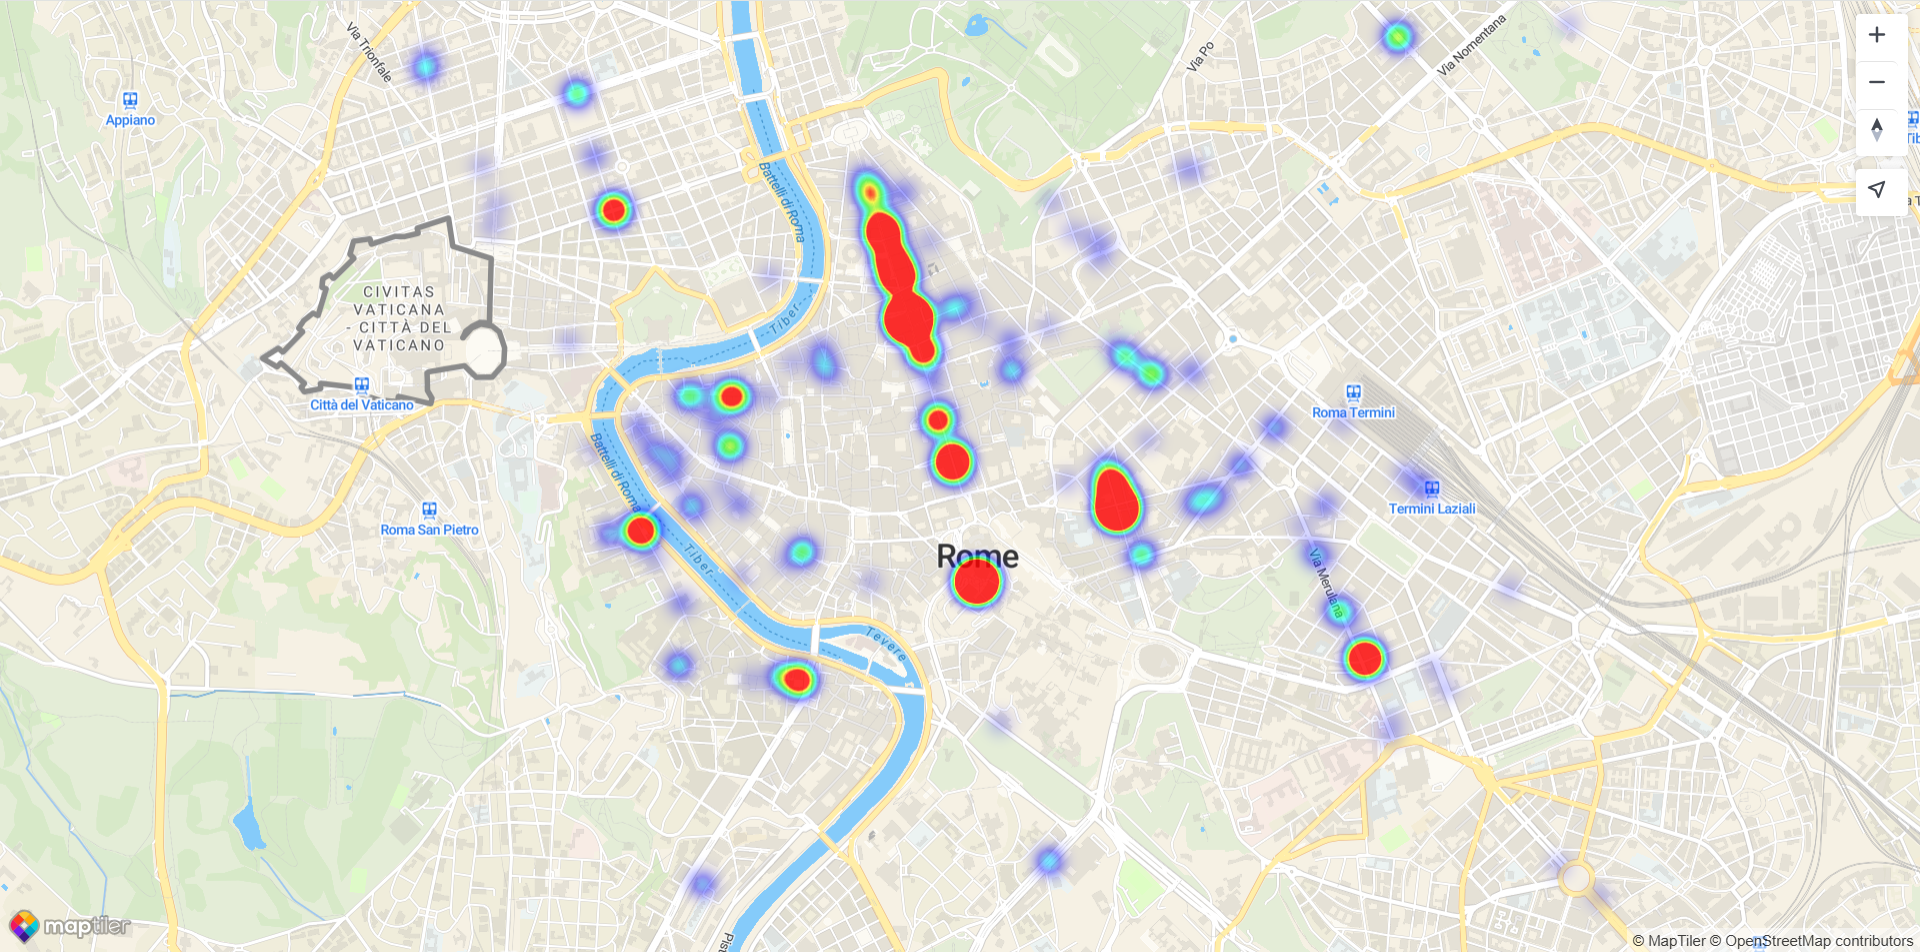 Via Trionfale
Appiano
Via Po
Via Nomentana
Battelli di Roma
CIVITAS
VATICANA
- CITTÀ DEL
VATICANO
Tiber
Città del Vaticano
Roma Termini
Battelli di Roma
Termini Laziali
Roma San Pietro
Tiber
Rome
Via Merulana
Tevere
maptiler
© MapTiler © OpenStreetMap contributors